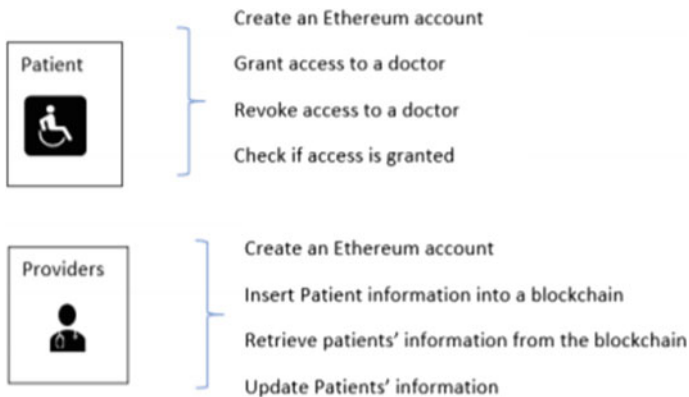 Patient
Create an Ethereum account
Grant access to a doctor
Revoke access to a doctor
Check if access is granted
Providers
Create an Ethereum account
Insert Patient information into a blockchain
Retrieve patients' information from the blockchain
Update Patients' information